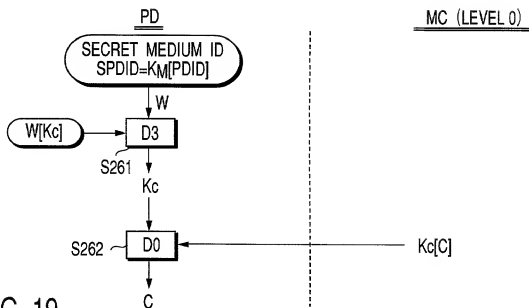 PD
MC (LEVEL 0)
SECRET MEDIUM ID
SPDID=KM[PDID]
W
W[Kc]
D3
S261
Kc
S262
D0
Kc[C]
C